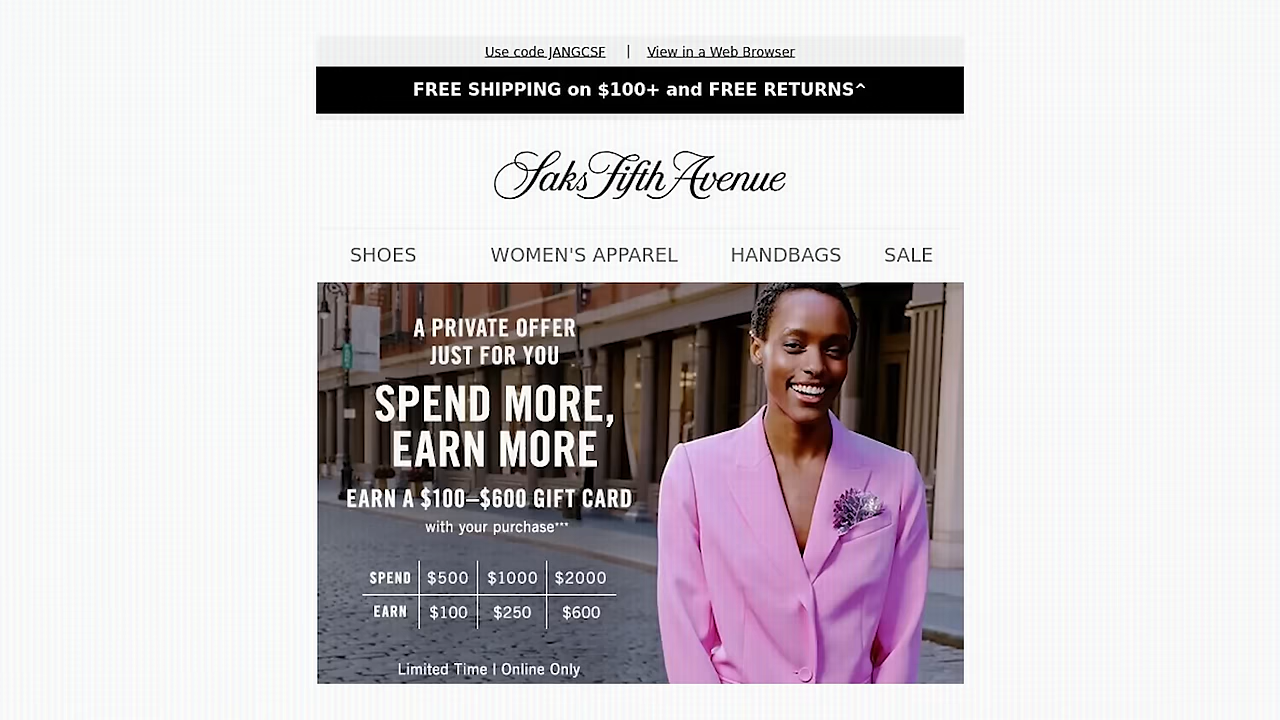 Use code JANGCSF | View in a Web Browser
FREE SHIPPING on $100+ and FREE RETURNS^
Saks Fifth Avenue
SHOES WOMEN'S APPAREL HANDBAGS SALE
A PRIVATE OFFER
JUST FOR YOU
SPEND MORE,
EARN MORE
EARN A $100–$600 GIFT CARD
with your purchase***
SPEND $500 $1000 $2000
EARN $100 $250 $600
Limited Time | Online Only